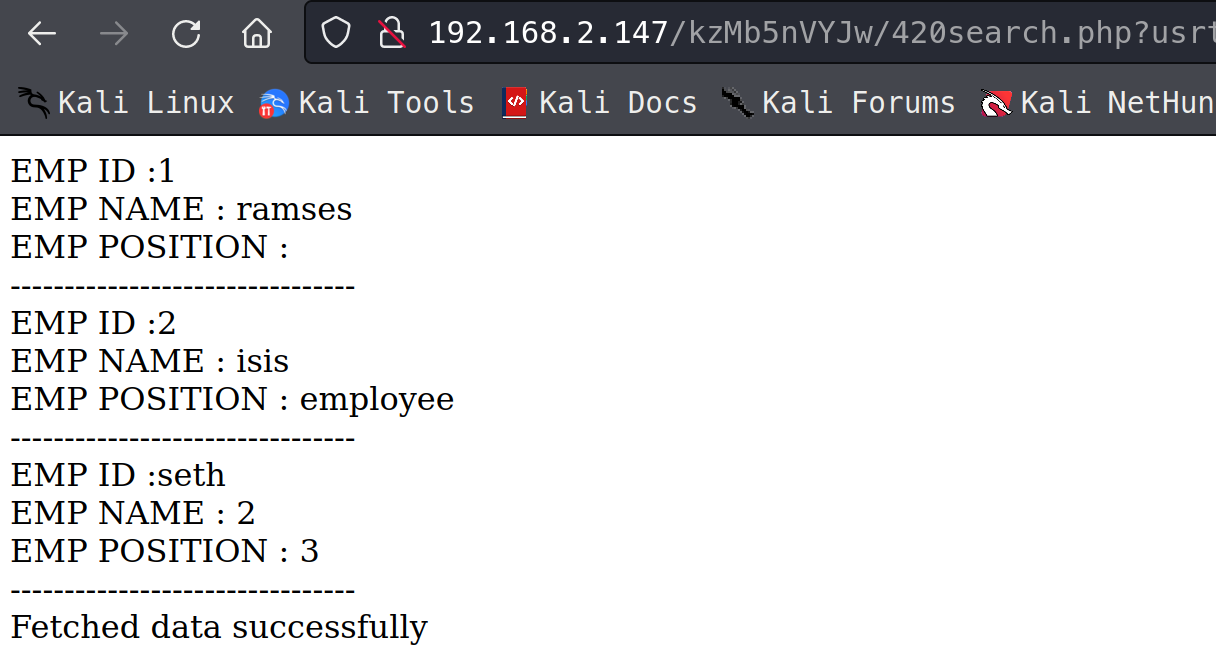 192.168.2.147/kzMb5nVYJw/420search.php?usrt
Kali Linux Kali Tools Kali Docs Kali Forums Kali NetHun
EMP ID :1
EMP NAME : ramses
EMP POSITION :
--------------------------------
EMP ID :2
EMP NAME : isis
EMP POSITION : employee
--------------------------------
EMP ID :seth
EMP NAME : 2
EMP POSITION : 3
--------------------------------
Fetched data successfully